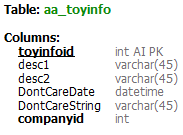 Table: aa_toyinfo
Columns:
toyinfoid int AI PK
desc1 varchar(45)
desc2 varchar(45)
DontCareDate datetime
DontCareString varchar(45)
companyid int